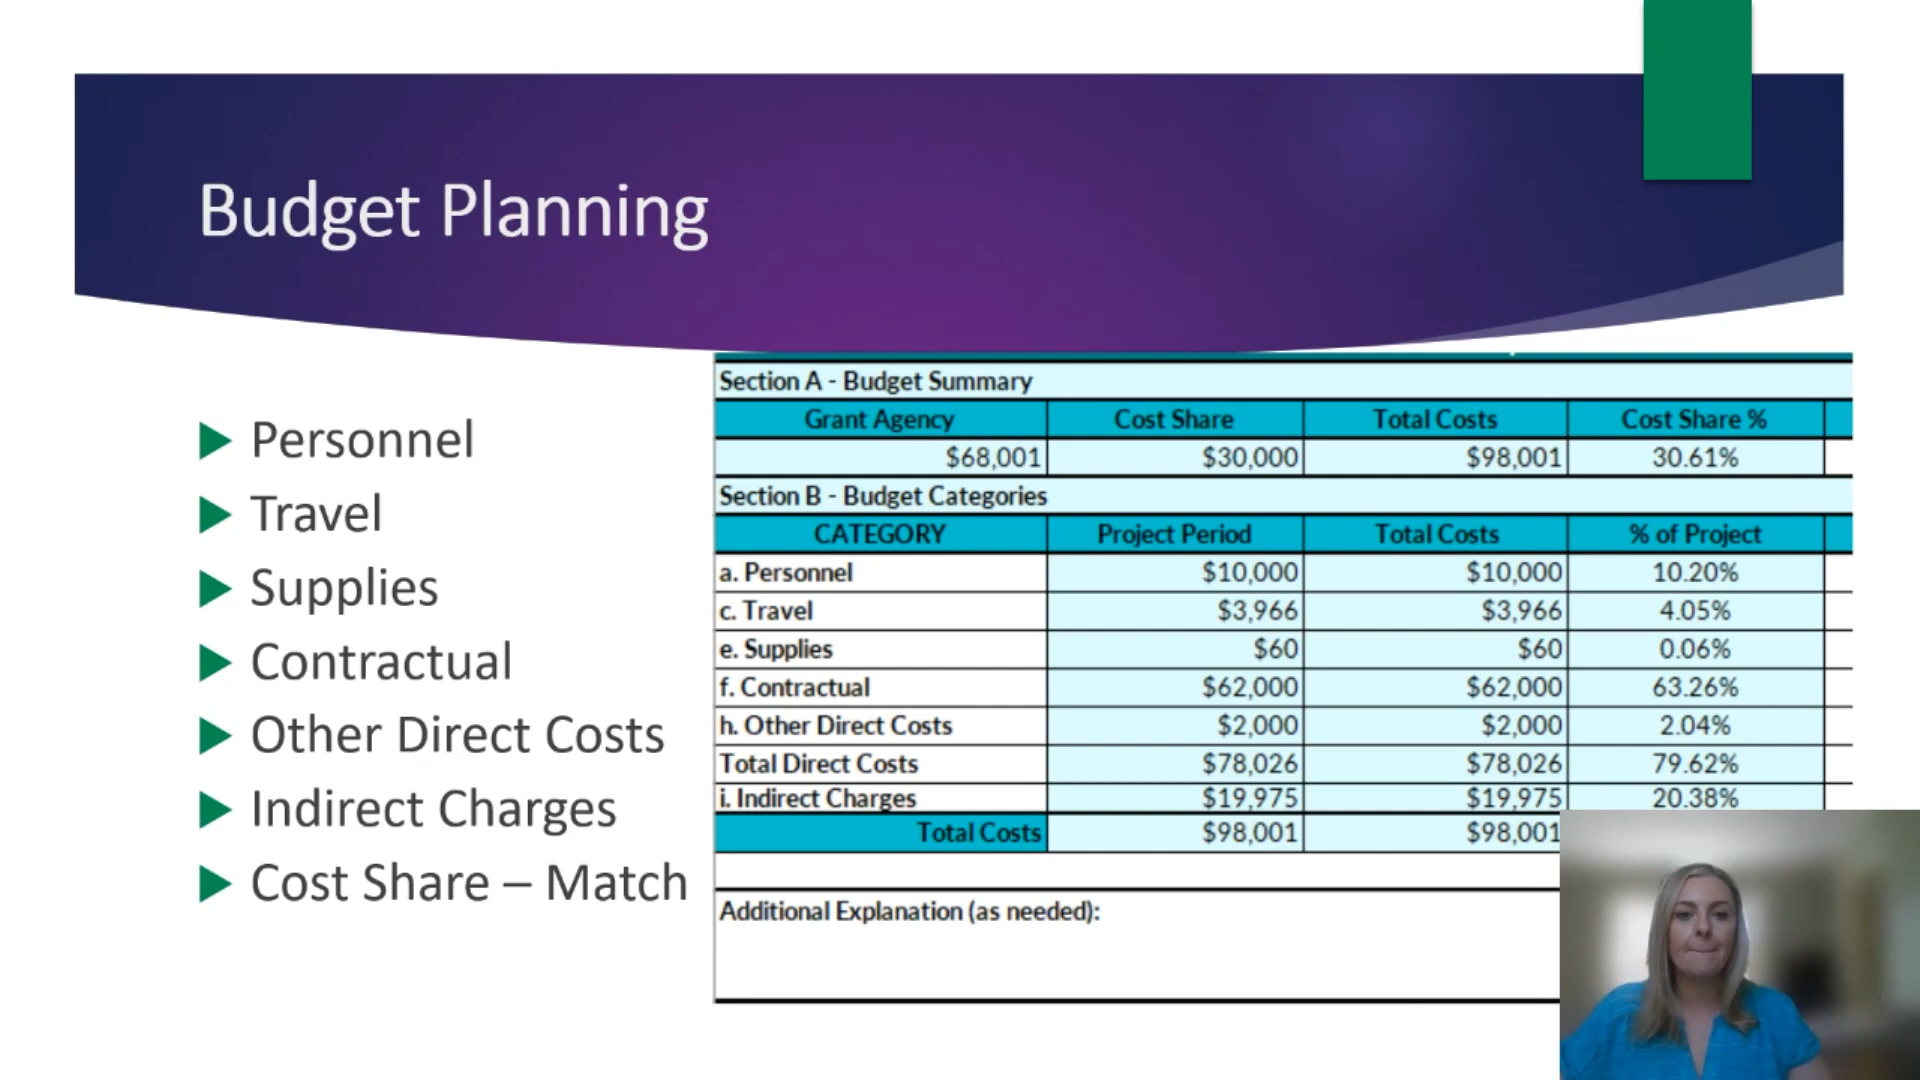 Budget Planning
Personnel
Travel
Supplies
Contractual
Other Direct Costs
Indirect Charges
Cost Share – Match
Section A - Budget Summary
Grant Agency Cost Share Total Costs Cost Share %
$68,001 $30,000 $98,001 30.61%
Section B - Budget Categories
CATEGORY Project Period Total Costs % of Project
a. Personnel $10,000 $10,000 10.20%
c. Travel $3,966 $3,966 4.05%
e. Supplies $60 $60 0.06%
f. Contractual $62,000 $62,000 63.26%
h. Other Direct Costs $2,000 $2,000 2.04%
Total Direct Costs $78,026 $78,026 79.62%
i. Indirect Charges $19,975 $19,975 20.38%
Total Costs $98,001 $98,001
Additional Explanation (as needed):